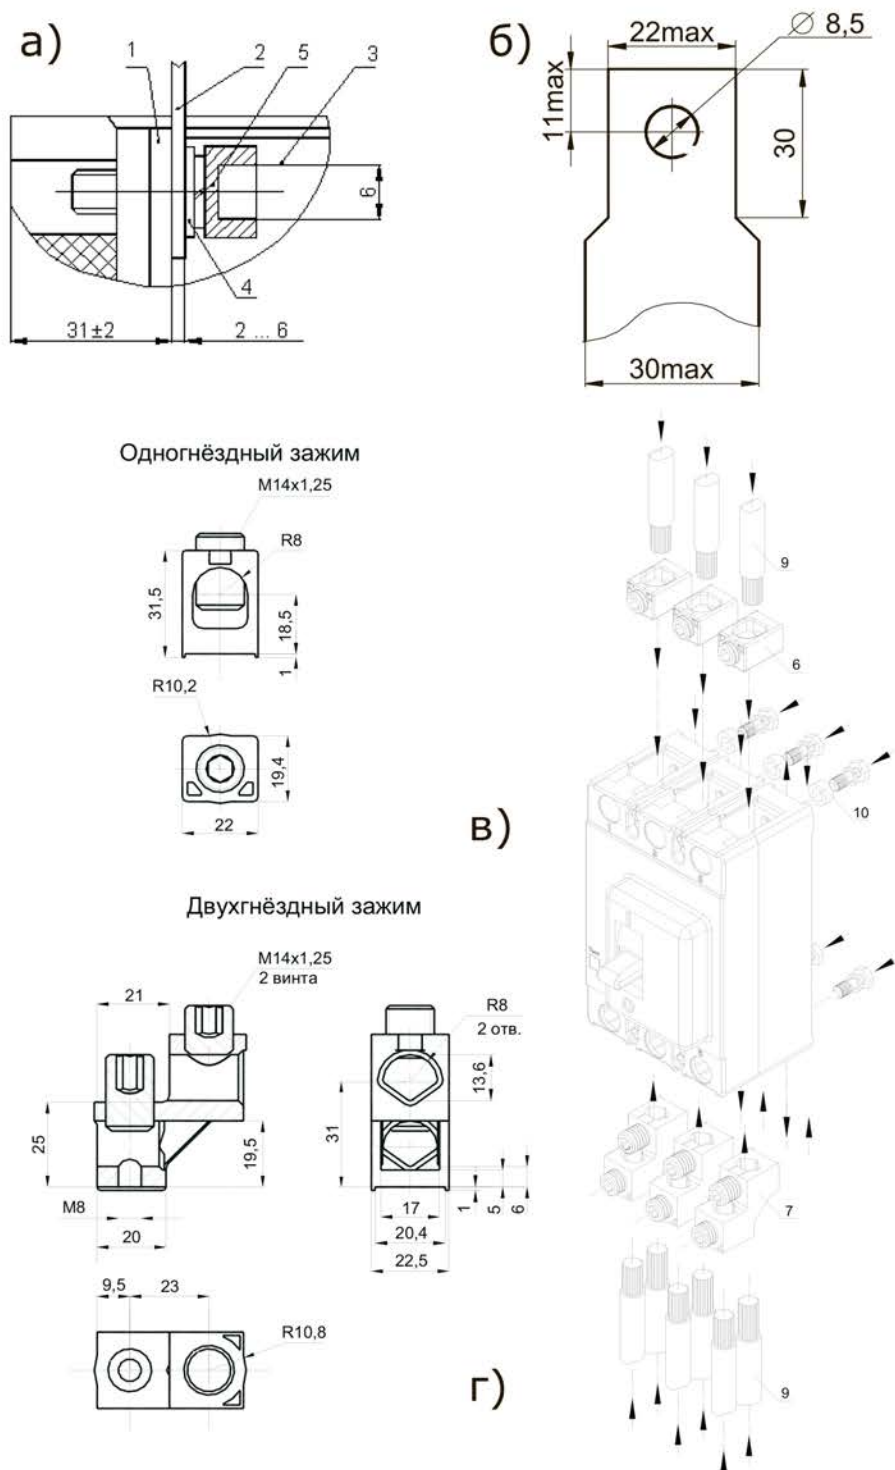 а)
1
2
5
3
6
4
31±2
2 ... 6
б)
22max
Ø 8,5
11max
30
30max
Одногнёздный зажим
M14x1,25
R8
31,5
18,5
1
R10,2
19,4
22
9
6
10
в)
Двухгнёздный зажим
M14x1,25
2 винта
21
25
19,5
M8
20
R8
2 отв.
13,6
31
1
5
6
17
20,4
22,5
9,5
23
R10,8
7
9
г)